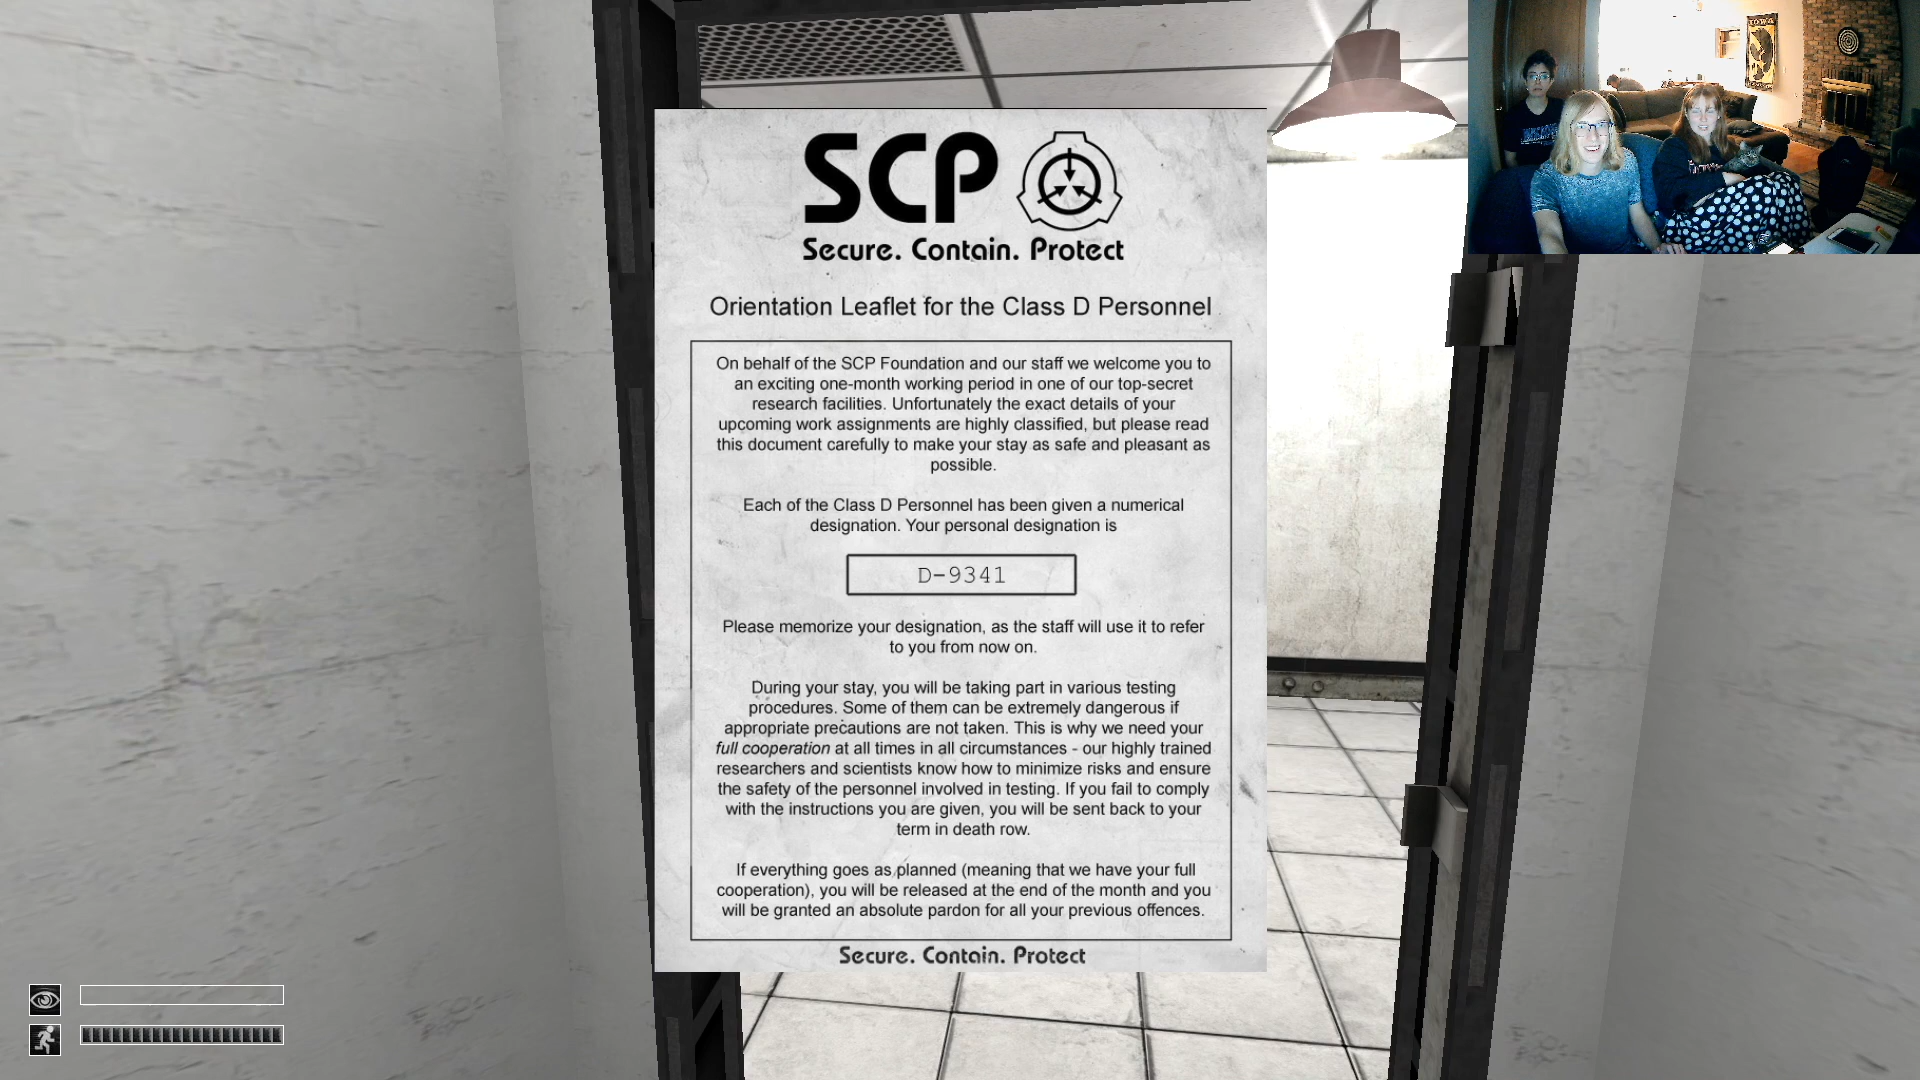 SCP
Secure. Contain. Protect
Orientation Leaflet for the Class D Personnel
On behalf of the SCP Foundation and our staff we welcome you to
an exciting one-month working period in one of our top-secret
research facilities. Unfortunately the exact details of your
upcoming work assignments are highly classified, but please read
this document carefully to make your stay as safe and pleasant as
possible.
Each of the Class D Personnel has been given a numerical
designation. Your personal designation is
D-9341
Please memorize your designation, as the staff will use it to refer
to you from now on.
During your stay, you will be taking part in various testing
procedures. Some of them can be extremely dangerous if
appropriate precautions are not taken. This is why we need your
full cooperation at all times in all circumstances - our highly trained
researchers and scientists know how to minimize risks and ensure
the safety of the personnel involved in testing. If you fail to comply
with the instructions you are given, you will be sent back to your
term in death row.
If everything goes as planned (meaning that we have your full
cooperation), you will be released at the end of the month and you
will be granted an absolute pardon for all your previous offences.
Secure. Contain. Protect
IOWA